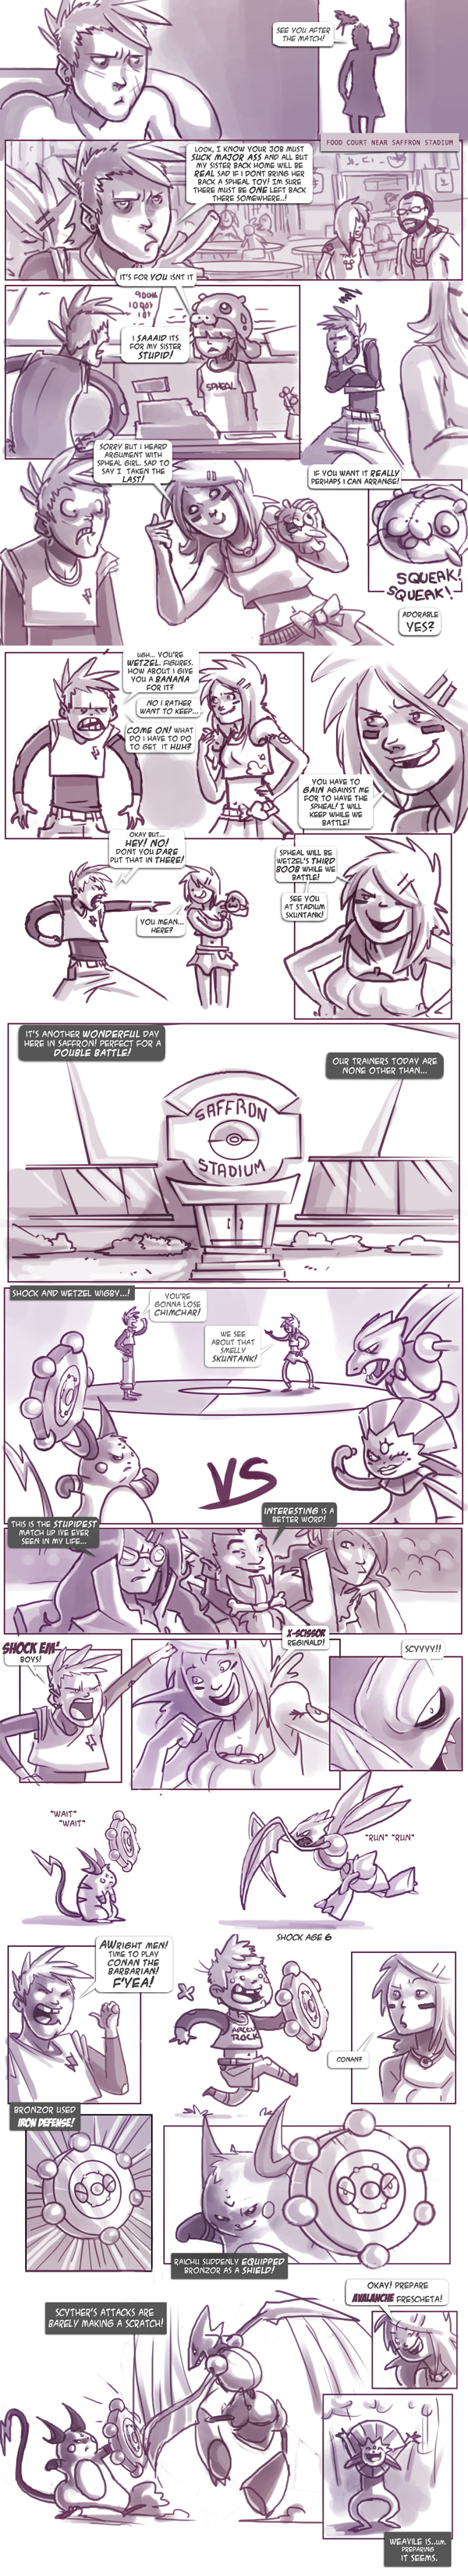 SEE YOU AFTER
THE MATCH!
FOOD COURT NEAR SAFFRON STADIUM
LOOK, I KNOW YOUR JOB MUST
SUCK MAJOR ASS AND ALL BUT
MY SISTER BACK HOME WILL BE
REAL SAD IF I DONT BRING HER
BACK A SPHEAL TOY! IM SURE
THERE MUST BE ONE LEFT BACK
THERE SOMEWHERE..!
IT'S FOR YOU ISNT IT
I SAAAID ITS
FOR MY SISTER
STUPID!
SPHEAL
SORRY BUT I HEARD
ARGUMENT WITH
SPHEAL GIRL. SAD TO
SAY I TAKEN THE
LAST!
IF YOU WANT IT REALLY
PERHAPS I CAN ARRANGE!
SQUEAK!
SQUEAK!
ADORABLE
YES?
UGH... YOU'RE
WETZEL. FIGURES.
HOW ABOUT I GIVE
YOU A BANANA
FOR IT?
NO I RATHER
WANT TO KEEP...
COME ON! WHAT
DO I HAVE TO DO
TO GET IT HUH?
YOU HAVE TO
GAIN AGAINST ME
FOR TO HAVE THE
SPHEAL! I WILL
KEEP WHILE WE
BATTLE!
OKAY BUT...
HEY! NO!
DONT YOU DARE
PUT THAT IN THERE!
YOU MEAN...
HERE?
SPHEAL WILL BE
WETZEL'S THIRD
BOOB WHILE WE
BATTLE!
SEE YOU
AT STADIUM
SKUNTANK!
IT'S ANOTHER WONDERFUL DAY
HERE IN SAFFRON! PERFECT FOR A
DOUBLE BATTLE!
OUR TRAINERS TODAY ARE
NONE OTHER THAN...
SAFFRON
STADIUM
SHOCK AND WETZEL WIGBY...!
YOU'RE
GONNA LOSE
CHIMCHAR!
WE SEE
ABOUT THAT
SMELLY
SKUNTANK!
VS
THIS IS THE STUPIDEST
MATCH UP IVE EVER
SEEN IN MY LIFE...
INTERESTING IS A
BETTER WORD!
SHOCK EM'
BOYS!
X-SCISSOR
REGINALD!
SCYYYY!!
"WAIT"
"WAIT"
"RUN" "RUN"
SHOCK AGE 6
AWRIGHT MEN!
TIME TO PLAY
CONAN THE
BARBARIAN!
F'YEA!
ROCK
CONAN?
BRONZOR USED
IRON DEFENSE!
RAICHU SUDDENLY EQUIPPED
BRONZOR AS A SHIELD!
OKAY! PREPARE
AVALANCHE FRESCHETA!
SCYTHER'S ATTACKS ARE
BARELY MAKING A SCRATCH!
WEAVILE IS..UM.
PREPARING
IT SEEMS.